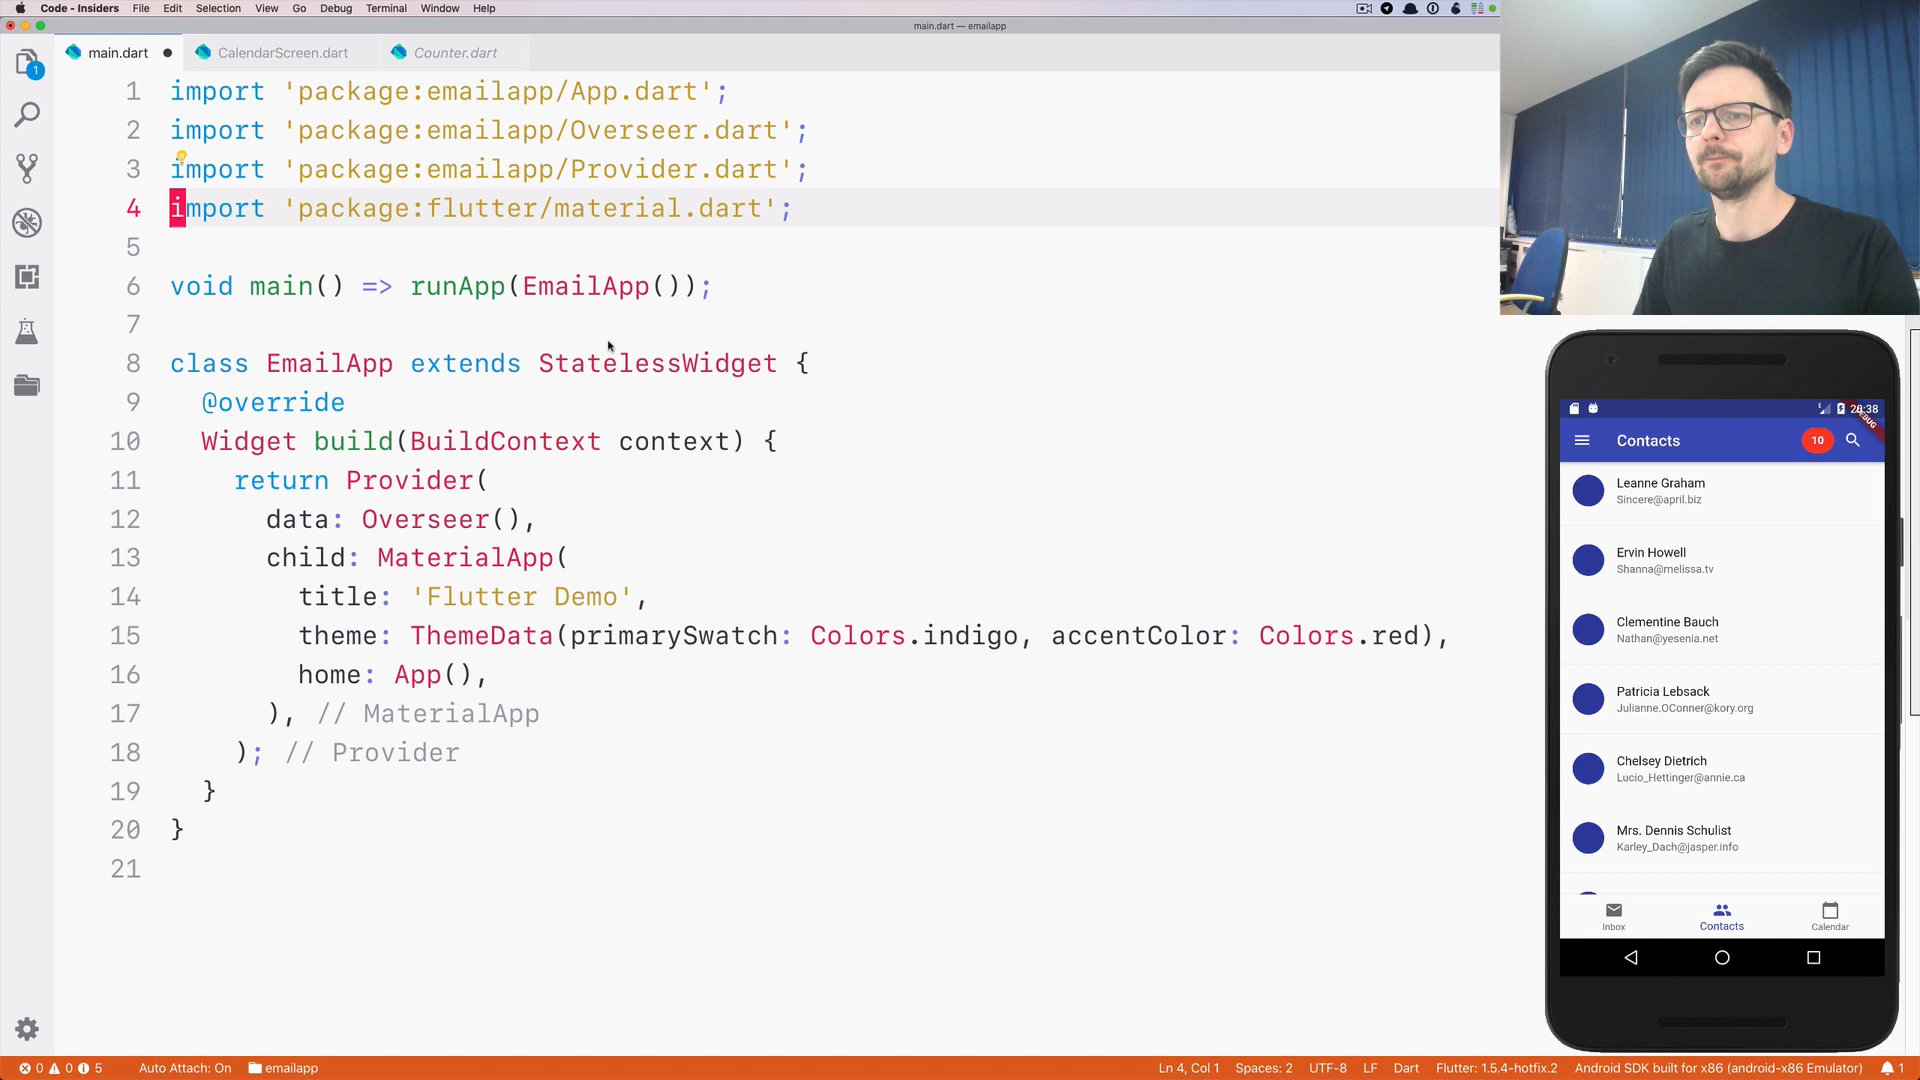 Code - Insiders File Edit Selection View Go Debug Terminal Window Help
main.dart — emailapp
main.dart CalendarScreen.dart Counter.dart
1
1 import 'package:emailapp/App.dart';
2 import 'package:emailapp/Overseer.dart';
3 import 'package:emailapp/Provider.dart';
4 import 'package:flutter/material.dart';
5
6 void main() => runApp(EmailApp());
7
8 class EmailApp extends StatelessWidget {
9 @override
10 Widget build(BuildContext context) {
11 return Provider(
12 data: Overseer(),
13 child: MaterialApp(
14 title: 'Flutter Demo',
15 theme: ThemeData(primarySwatch: Colors.indigo, accentColor: Colors.red),
16 home: App(),
17 ), // MaterialApp
18 ); // Provider
19 }
20 }
21
20:38
DEBUG
Contacts 10
Leanne Graham
Sincere@april.biz
Ervin Howell
Shanna@melissa.tv
Clementine Bauch
Nathan@yesenia.net
Patricia Lebsack
Julianne.OConner@kory.org
Chelsey Dietrich
Lucio_Hettinger@annie.ca
Mrs. Dennis Schulist
Karley_Dach@jasper.info
Inbox Contacts Calendar
0 0 5 Auto Attach: On emailapp Ln 4, Col 1 Spaces: 2 UTF-8 LF Dart Flutter: 1.5.4-hotfix.2 Android SDK built for x86 (android-x86 Emulator) 1